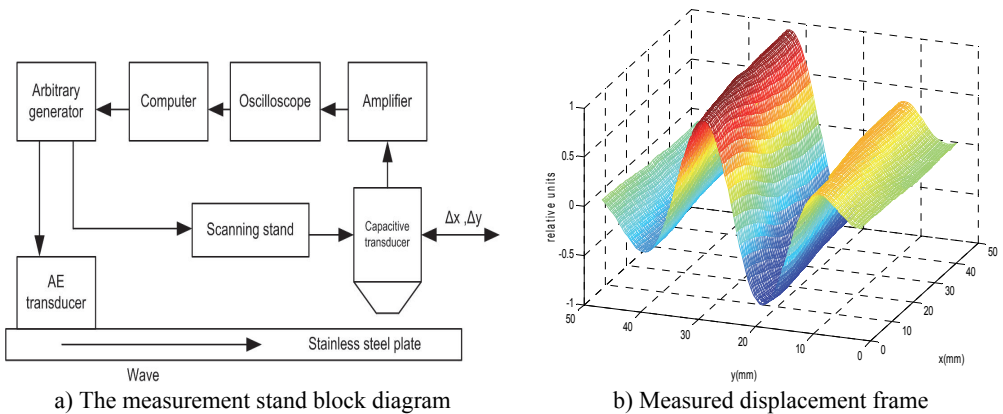 Arbitrary
generator
Computer
Oscilloscope
Amplifier
Scanning stand
Capacitive
transducer
Δx ,Δy
AE
transducer
Stainless steel plate
Wave
a) The measurement stand block diagram
1
0.5
0
-0.5
-1
relative units
50
40
30
20
10
0
y(mm)
0
10
20
30
40
50
x(mm)
b) Measured displacement frame